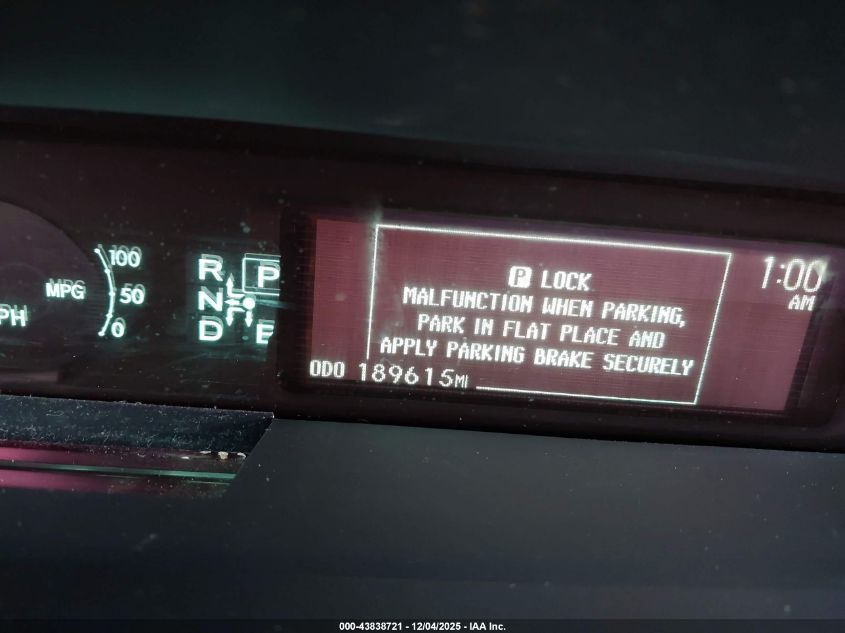 100
MPG
50
0
PH
R P
N
D B
P LOCK
MALFUNCTION WHEN PARKING,
PARK IN FLAT PLACE AND
APPLY PARKING BRAKE SECURELY
1:00
AM
ODO 189615MI
000-43838721 - 12/04/2025 - IAA Inc.